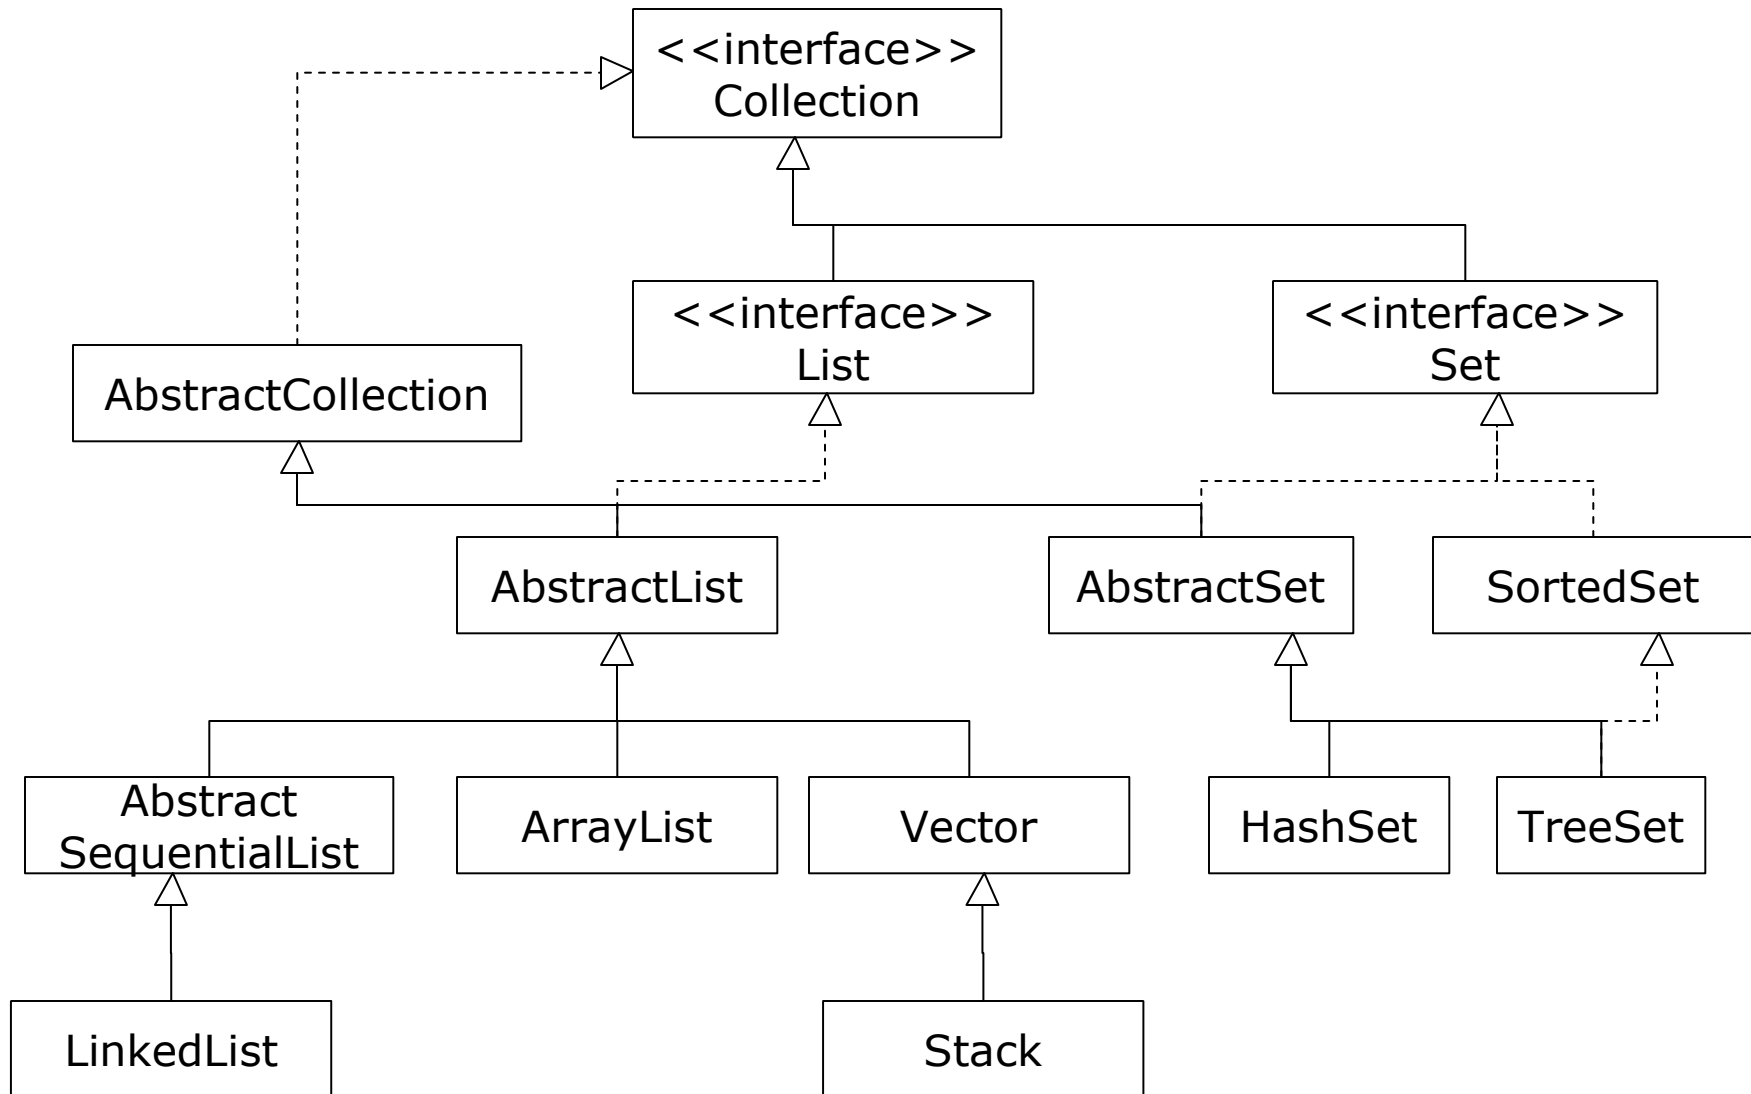 <<interface>>
Collection
<<interface>>
List
<<interface>>
Set
AbstractCollection
AbstractList
AbstractSet
SortedSet
Abstract
SequentialList
ArrayList
Vector
HashSet
TreeSet
LinkedList
Stack